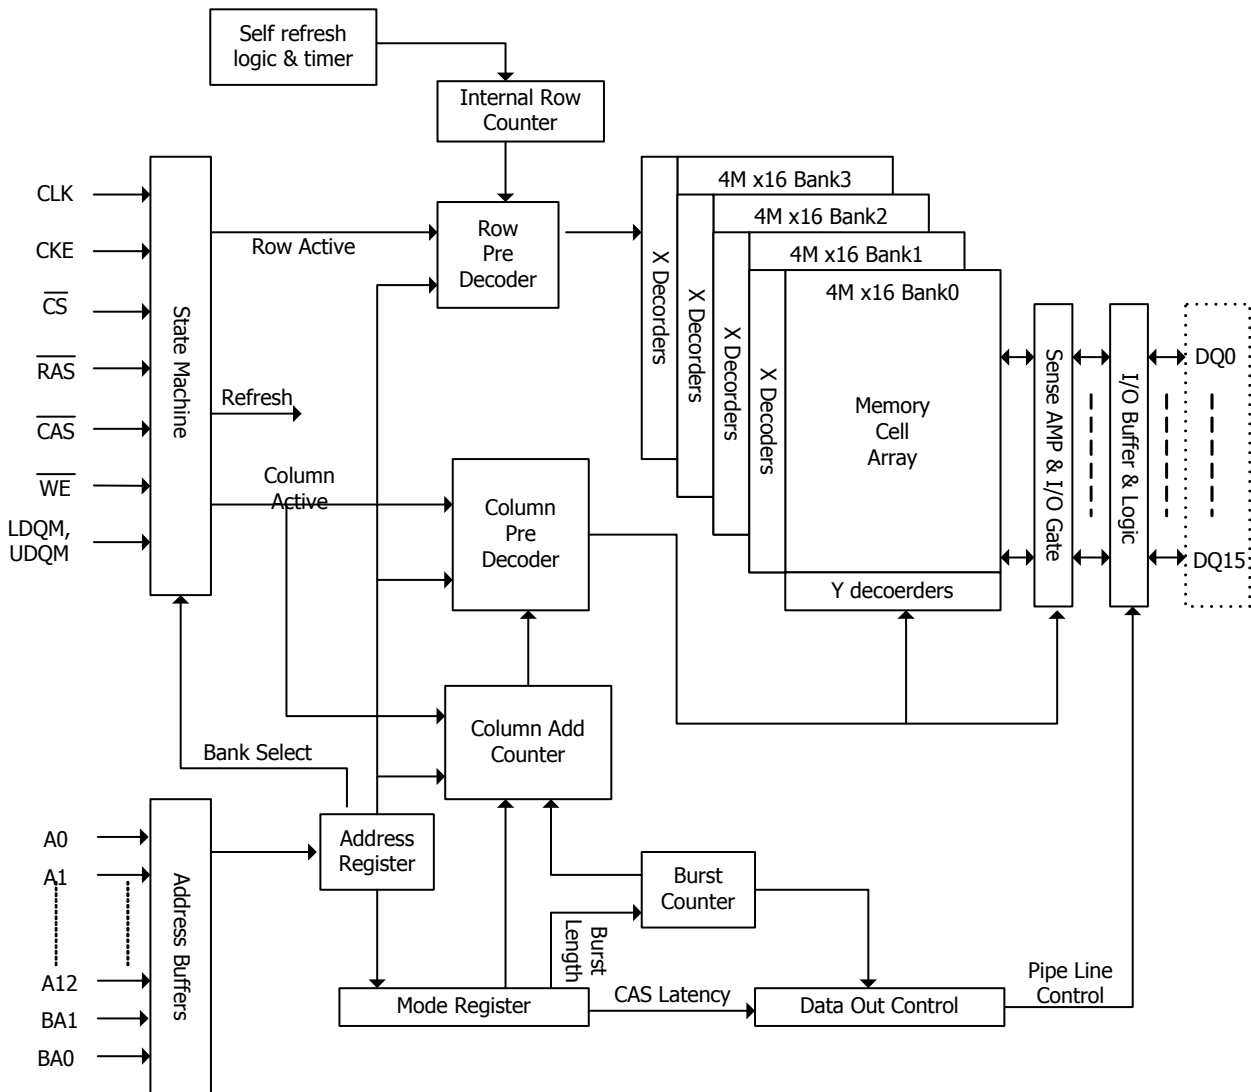 Self refresh
logic & timer
Internal Row
Counter
CLK
CKE
CS
RAS
CAS
WE
LDQM,
UDQM
State Machine
Row Active
Refresh
Column
Active
Row
Pre
Decoder
Column
Pre
Decoder
Column Add
Counter
X Decorders
X Decorders
X Decorders
X Decoders
4M x16 Bank3
4M x16 Bank2
4M x16 Bank1
4M x16 Bank0
Memory
Cell
Array
Y decoerders
Sense AMP & I/O Gate
I/O Buffer & Logic
DQ0
DQ15
Bank Select
A0
A1
A12
BA1
BA0
Address Buffers
Address
Register
Burst
Counter
Burst
Length
Mode Register
CAS Latency
Data Out Control
Pipe Line
Control